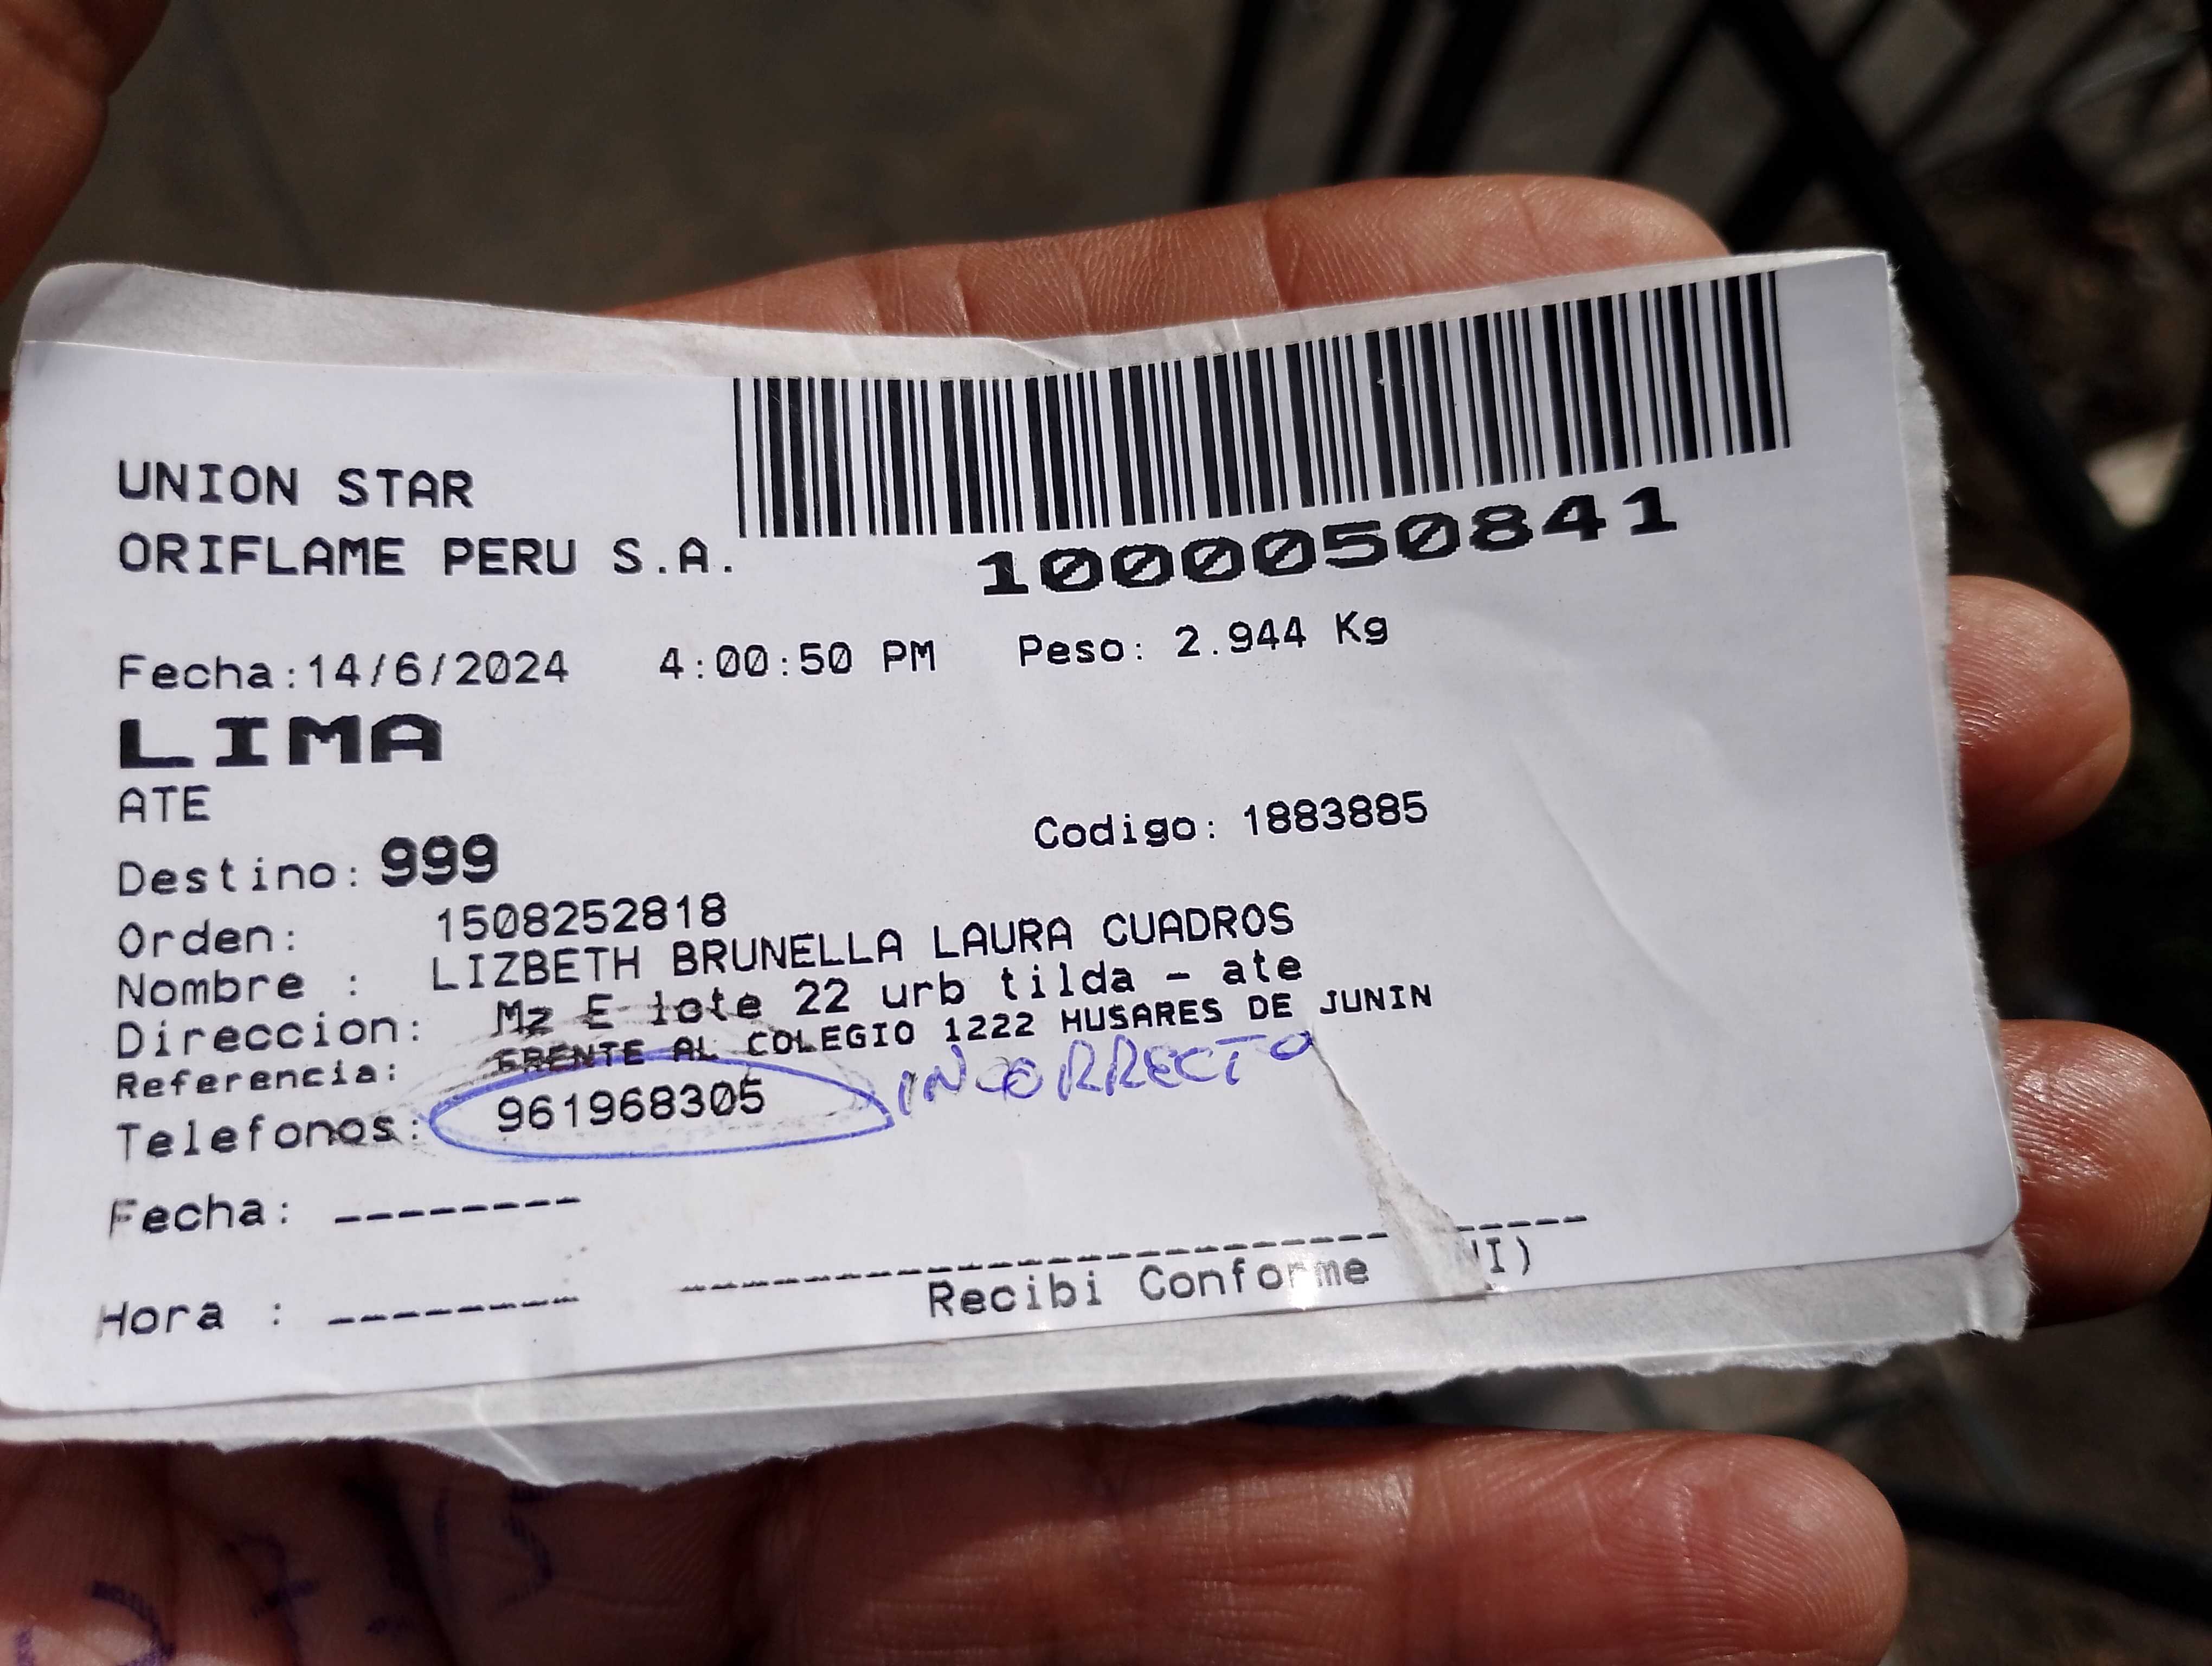 UNION STAR
ORIFLAME PERU S.A.
1000050841
Fecha:14/6/2024 4:00:50 PM Peso: 2.944 Kg
LIMA
ATE
Codigo: 1883885
Destino: 999
Orden: 1508252818
Nombre : LIZBETH BRUNELLA LAURA CUADROS
Direccion: Mz E lote 22 urb tilda - ate
Referencia: FRENTE AL COLEGIO 1222 HUSARES DE JUNIN
Telefonos: 961968305 INCORRECTO
Fecha: --------
Hora : --------
Recibi Conforme